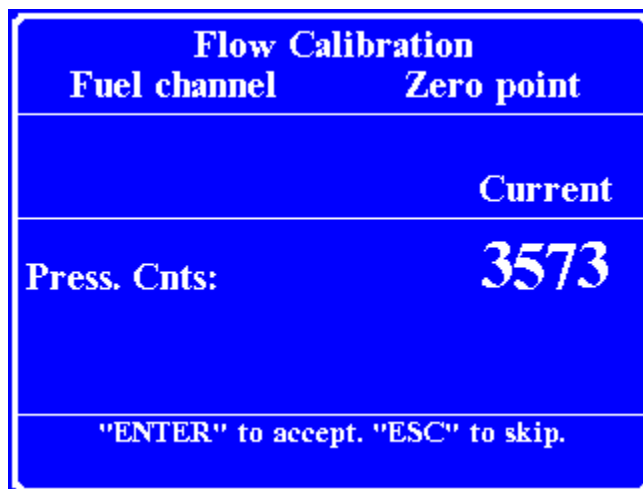 Flow Calibration
Fuel channel Zero point
Current
Press. Cnts: 3573
"ENTER" to accept. "ESC" to skip.